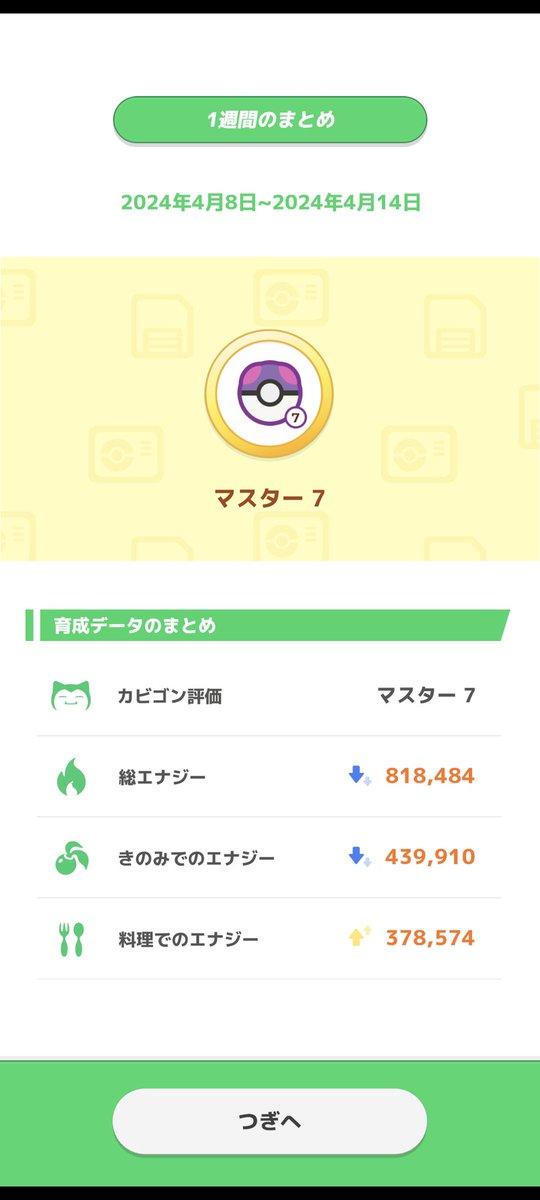 1週間のまとめ
2024年4月8日~2024年4月14日
7
マスター 7
育成データのまとめ
カビゴン評価 マスター 7
総エナジー 818,484
きのみでのエナジー 439,910
料理でのエナジー 378,574
つぎへ